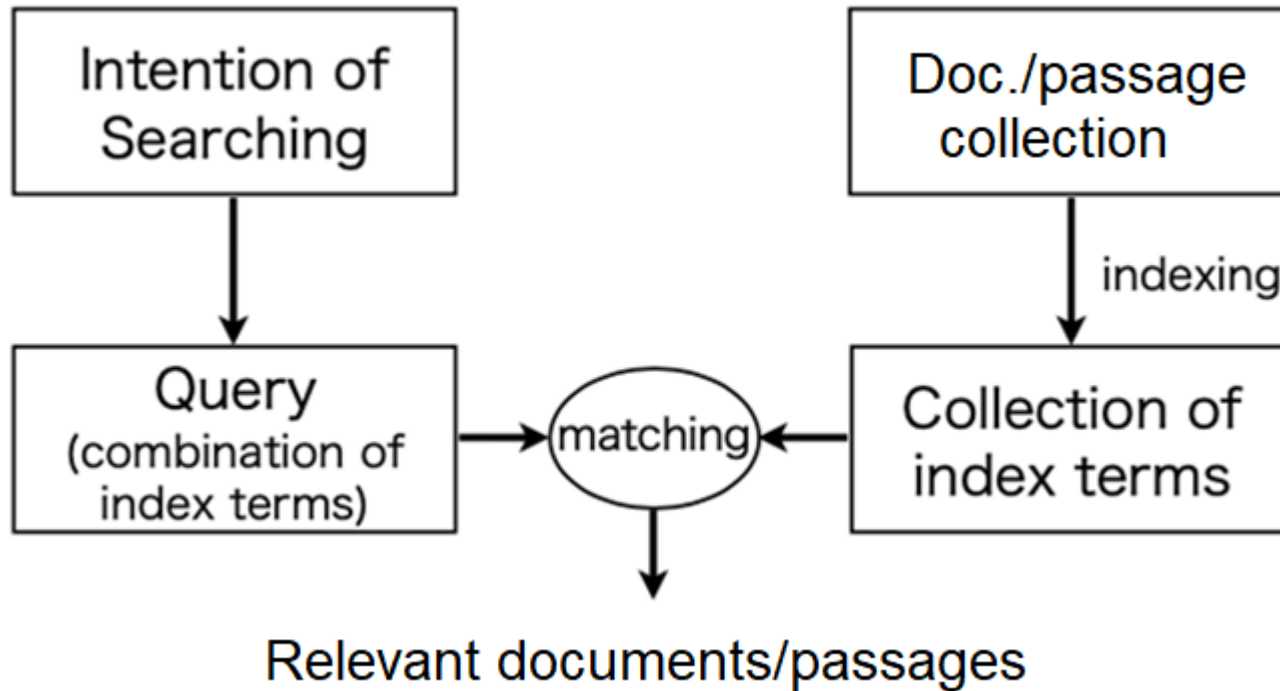 Intention of
Searching
Doc./passage
collection
indexing
Query
(combination of
index terms)
matching
Collection of
index terms
Relevant documents/passages